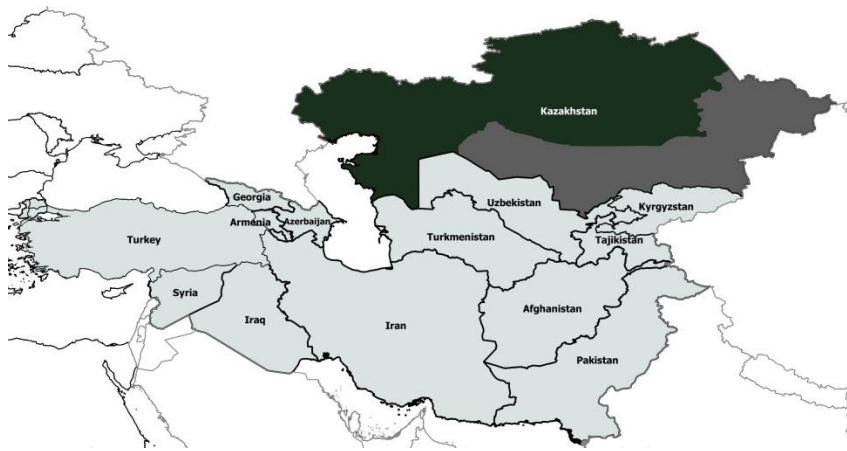 Kazakhstan
Georgia
Uzbekistan
Kyrgyzstan
Armenia
Azerbaijan
Turkey
Turkmenistan
Tajikistan
Syria
Afghanistan
Iraq
Iran
Pakistan